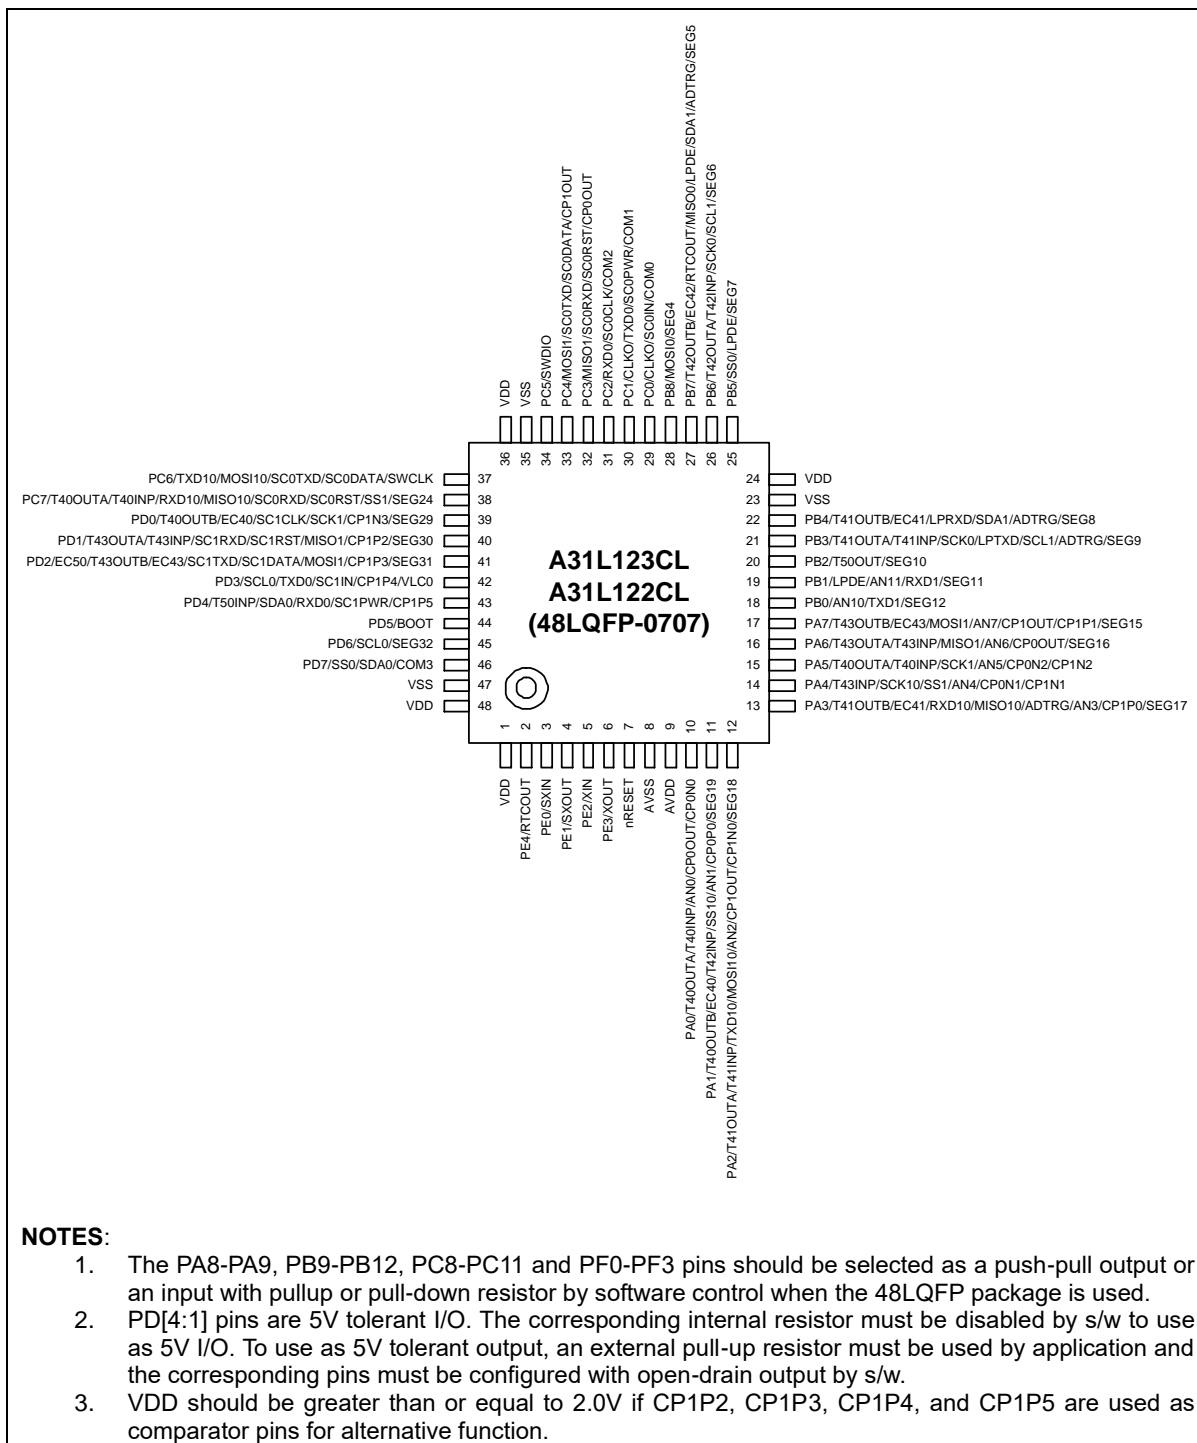 PB7/T42OUTB/EC42/RTCOUT/MISO0/LPDE/SDA1/ADTRG/SEG5
PB6/T42OUTA/T42INP/SCK0/SCL1/SEG6
PB5/SS0/LPDE/SEG7
PB8/MOSI0/SEG4
PC0/CLKO/SC0IN/COM0
PC1/CLKO/TXD0/SC0PWR/COM1
PC2/RXD0/SC0CLK/COM2
PC3/MISO1/SC0RXD/SC0RST/CP0OUT
PC4/MOSI1/SC0TXD/SC0DATA/CP1OUT
PC5/SWDIO
VSS
VDD
36 35 34 33 32 31 30 29 28 27 26 25
PC6/TXD10/MOSI10/SC0TXD/SC0DATA/SWCLK 37
PC7/T40OUTA/T40INP/RXD10/MISO10/SC0RXD/SC0RST/SS1/SEG24 38
PD0/T40OUTB/EC40/SC1CLK/SCK1/CP1N3/SEG29 39
PD1/T43OUTA/T43INP/SC1RXD/SC1RST/MISO1/CP1P2/SEG30 40
PD2/EC50/T43OUTB/EC43/SC1TXD/SC1DATA/MOSI1/CP1P3/SEG31 41
PD3/SCL0/TXD0/SC1IN/CP1P4/VLC0 42
PD4/T50INP/SDA0/RXD0/SC1PWR/CP1P5 43
PD5/BOOT 44
PD6/SCL0/SEG32 45
PD7/SS0/SDA0/COM3 46
VSS 47
VDD 48
A31L123CL
A31L122CL
(48LQFP-0707)
24 VDD
23 VSS
22 PB4/T41OUTB/EC41/LPRXD/SDA1/ADTRG/SEG8
21 PB3/T41OUTA/T41INP/SCK0/LPTXD/SCL1/ADTRG/SEG9
20 PB2/T50OUT/SEG10
19 PB1/LPDE/AN11/RXD1/SEG11
18 PB0/AN10/TXD1/SEG12
17 PA7/T43OUTB/EC43/MOSI1/AN7/CP1OUT/CP1P1/SEG15
16 PA6/T43OUTA/T43INP/MISO1/AN6/CP0OUT/SEG16
15 PA5/T40OUTA/T40INP/SCK1/AN5/CP0N2/CP1N2
14 PA4/T43INP/SCK10/SS1/AN4/CP0N1/CP1N1
13 PA3/T41OUTB/EC41/RXD10/MISO10/ADTRG/AN3/CP1P0/SEG17
1 2 3 4 5 6 7 8 9 10 11 12
VDD
PE4/RTCOUT
PE0/SXIN
PE1/SXOUT
PE2/XIN
PE3/XOUT
nRESET
AVSS
AVDD
PA0/T40OUTA/T40INP/AN0/CP0OUT/CP0N0
PA1/T40OUTB/EC40/T42INP/SS10/AN1/CP0P0/SEG19
PA2/T41OUTA/T41INP/TXD10/MOSI10/AN2/CP1OUT/CP1N0/SEG18
NOTES:
1. The PA8-PA9, PB9-PB12, PC8-PC11 and PF0-PF3 pins should be selected as a push-pull output or
an input with pullup or pull-down resistor by software control when the 48LQFP package is used.
2. PD[4:1] pins are 5V tolerant I/O. The corresponding internal resistor must be disabled by s/w to use
as 5V I/O. To use as 5V tolerant output, an external pull-up resistor must be used by application and
the corresponding pins must be configured with open-drain output by s/w.
3. VDD should be greater than or equal to 2.0V if CP1P2, CP1P3, CP1P4, and CP1P5 are used as
comparator pins for alternative function.